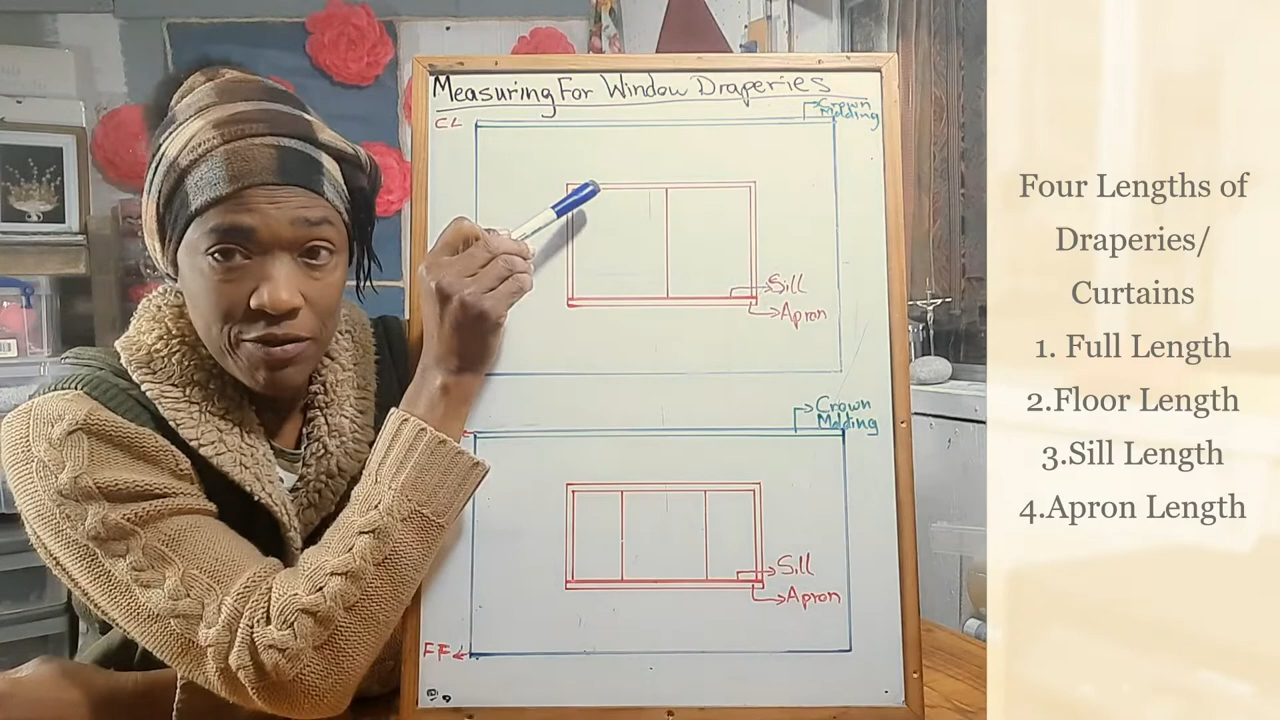 Measuring For Window Draperies
Crown
Molding
CL
Sill
Apron
Crown
Molding
Sill
Apron
FF
Four Lengths of
Draperies/
Curtains
1. Full Length
2.Floor Length
3.Sill Length
4.Apron Length